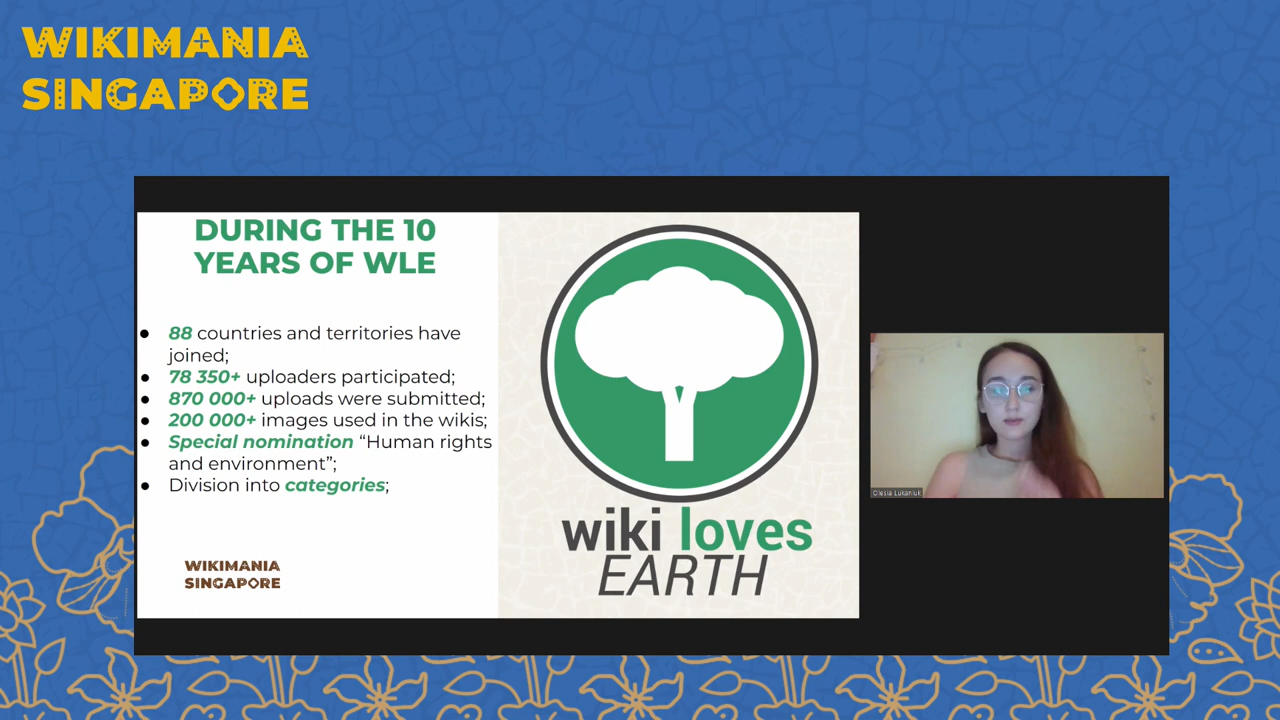 WIKIMANIA
SINGAPORE
DURING THE 10
YEARS OF WLE
● 88 countries and territories have
joined;
● 78 350+ uploaders participated;
● 870 000+ uploads were submitted;
● 200 000+ images used in the wikis;
● Special nomination “Human rights
and environment”;
● Division into categories;
WIKIMANIA
SINGAPORE
wiki loves
EARTH
Olesia Lukaniuk